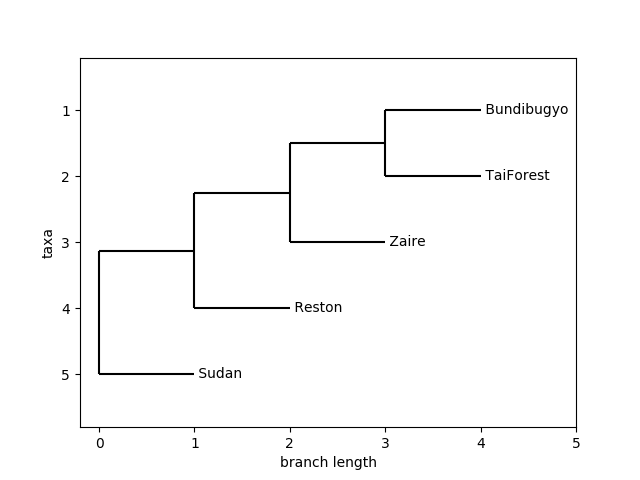 1
Bundibugyo
2
TaiForest
3
Zaire
4
Reston
5
Sudan
taxa
0 1 2 3 4 5
branch length